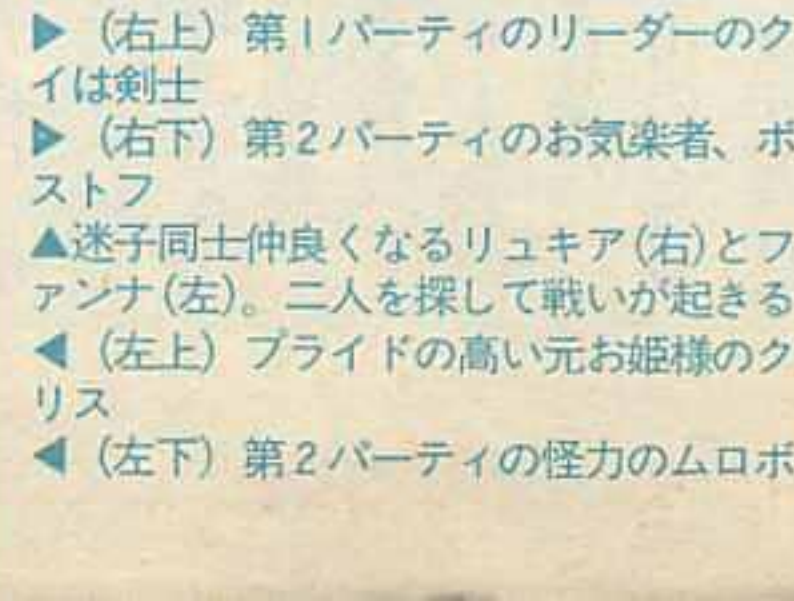 ▶（右上）第1パーティのリーダーのク
イは剣士
▶（右下）第2パーティのお気楽者、ボ
ストフ
▲迷子同士仲良くなるリュキア(右)とフ
ァンナ(左)。二人を探して戦いが起きる
◀（左上）プライドの高い元お姫様のク
リス
◀（左下）第2パーティの怪力のムロボ